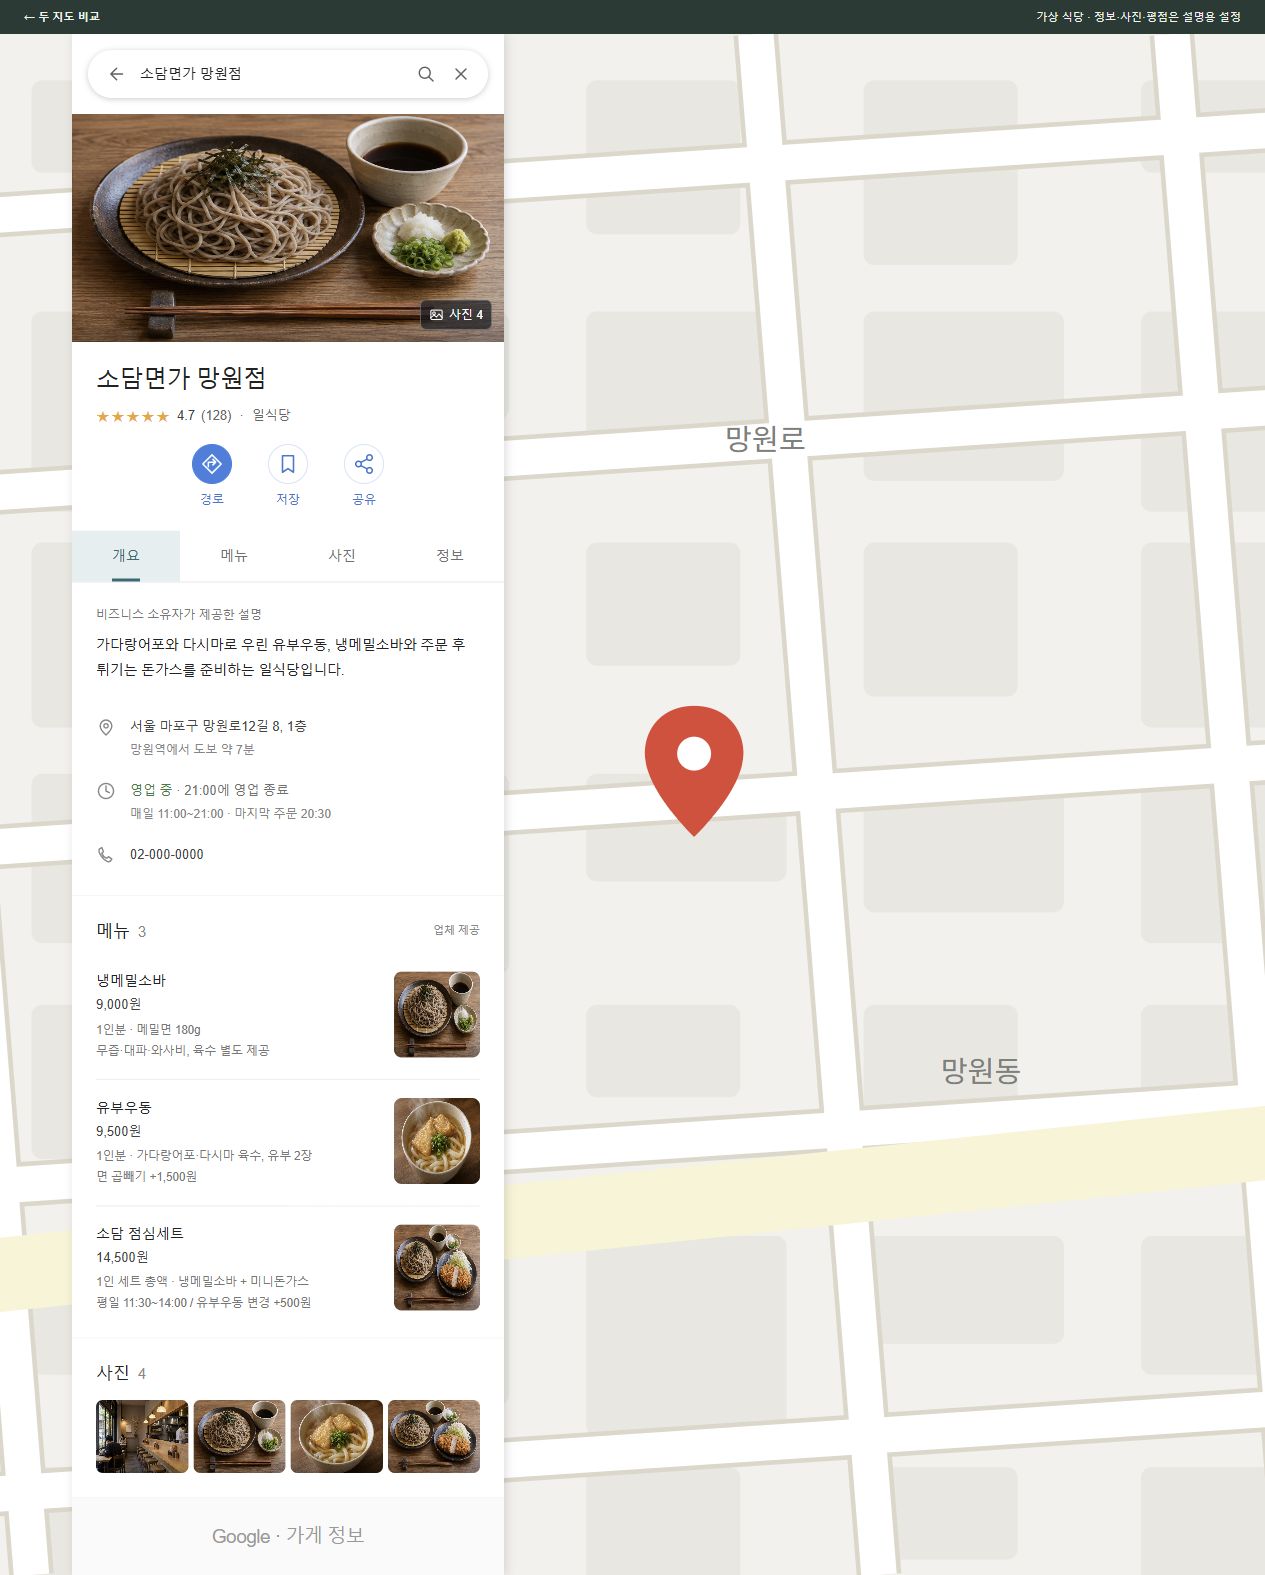 ← 두 지도 비교
가상 식당 · 정보·사진·평점은 설명용 설정
소담면가 망원점
사진 4
소담면가 망원점
★★★★★ 4.7 (128) · 일식당
경로
저장
공유
개요
메뉴
사진
정보
비즈니스 소유자가 제공한 설명
가다랑어포와 다시마로 우린 유부우동, 냉메밀소바와 주문 후
튀기는 돈가스를 준비하는 일식당입니다.
서울 마포구 망원로12길 8, 1층
망원역에서 도보 약 7분
영업 중 · 21:00에 영업 종료
매일 11:00~21:00 · 마지막 주문 20:30
02-000-0000
메뉴 3
업체 제공
냉메밀소바
9,000원
1인분 · 메밀면 180g
무즙·대파·와사비, 육수 별도 제공
유부우동
9,500원
1인분 · 가다랑어포·다시마 육수, 유부 2장
면 곱빼기 +1,500원
소담 점심세트
14,500원
1인 세트 총액 · 냉메밀소바 + 미니돈가스
평일 11:30~14:00 / 유부우동 변경 +500원
사진 4
Google · 가게 정보
망원로
망원동